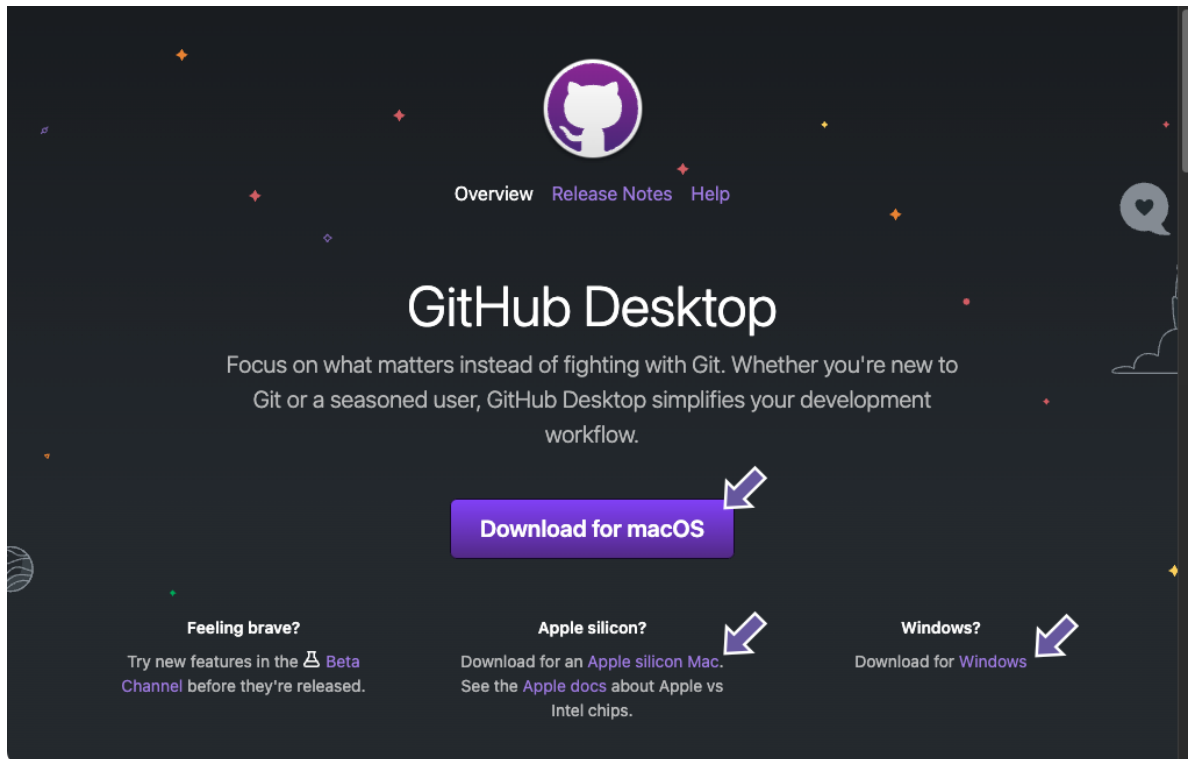 Overview Release Notes Help
GitHub Desktop
Focus on what matters instead of fighting with Git. Whether you're new to
Git or a seasoned user, GitHub Desktop simplifies your development
workflow.
Download for macOS
Feeling brave?
Try new features in the Beta
Channel before they're released.
Apple silicon?
Download for an Apple silicon Mac.
See the Apple docs about Apple vs
Intel chips.
Windows?
Download for Windows